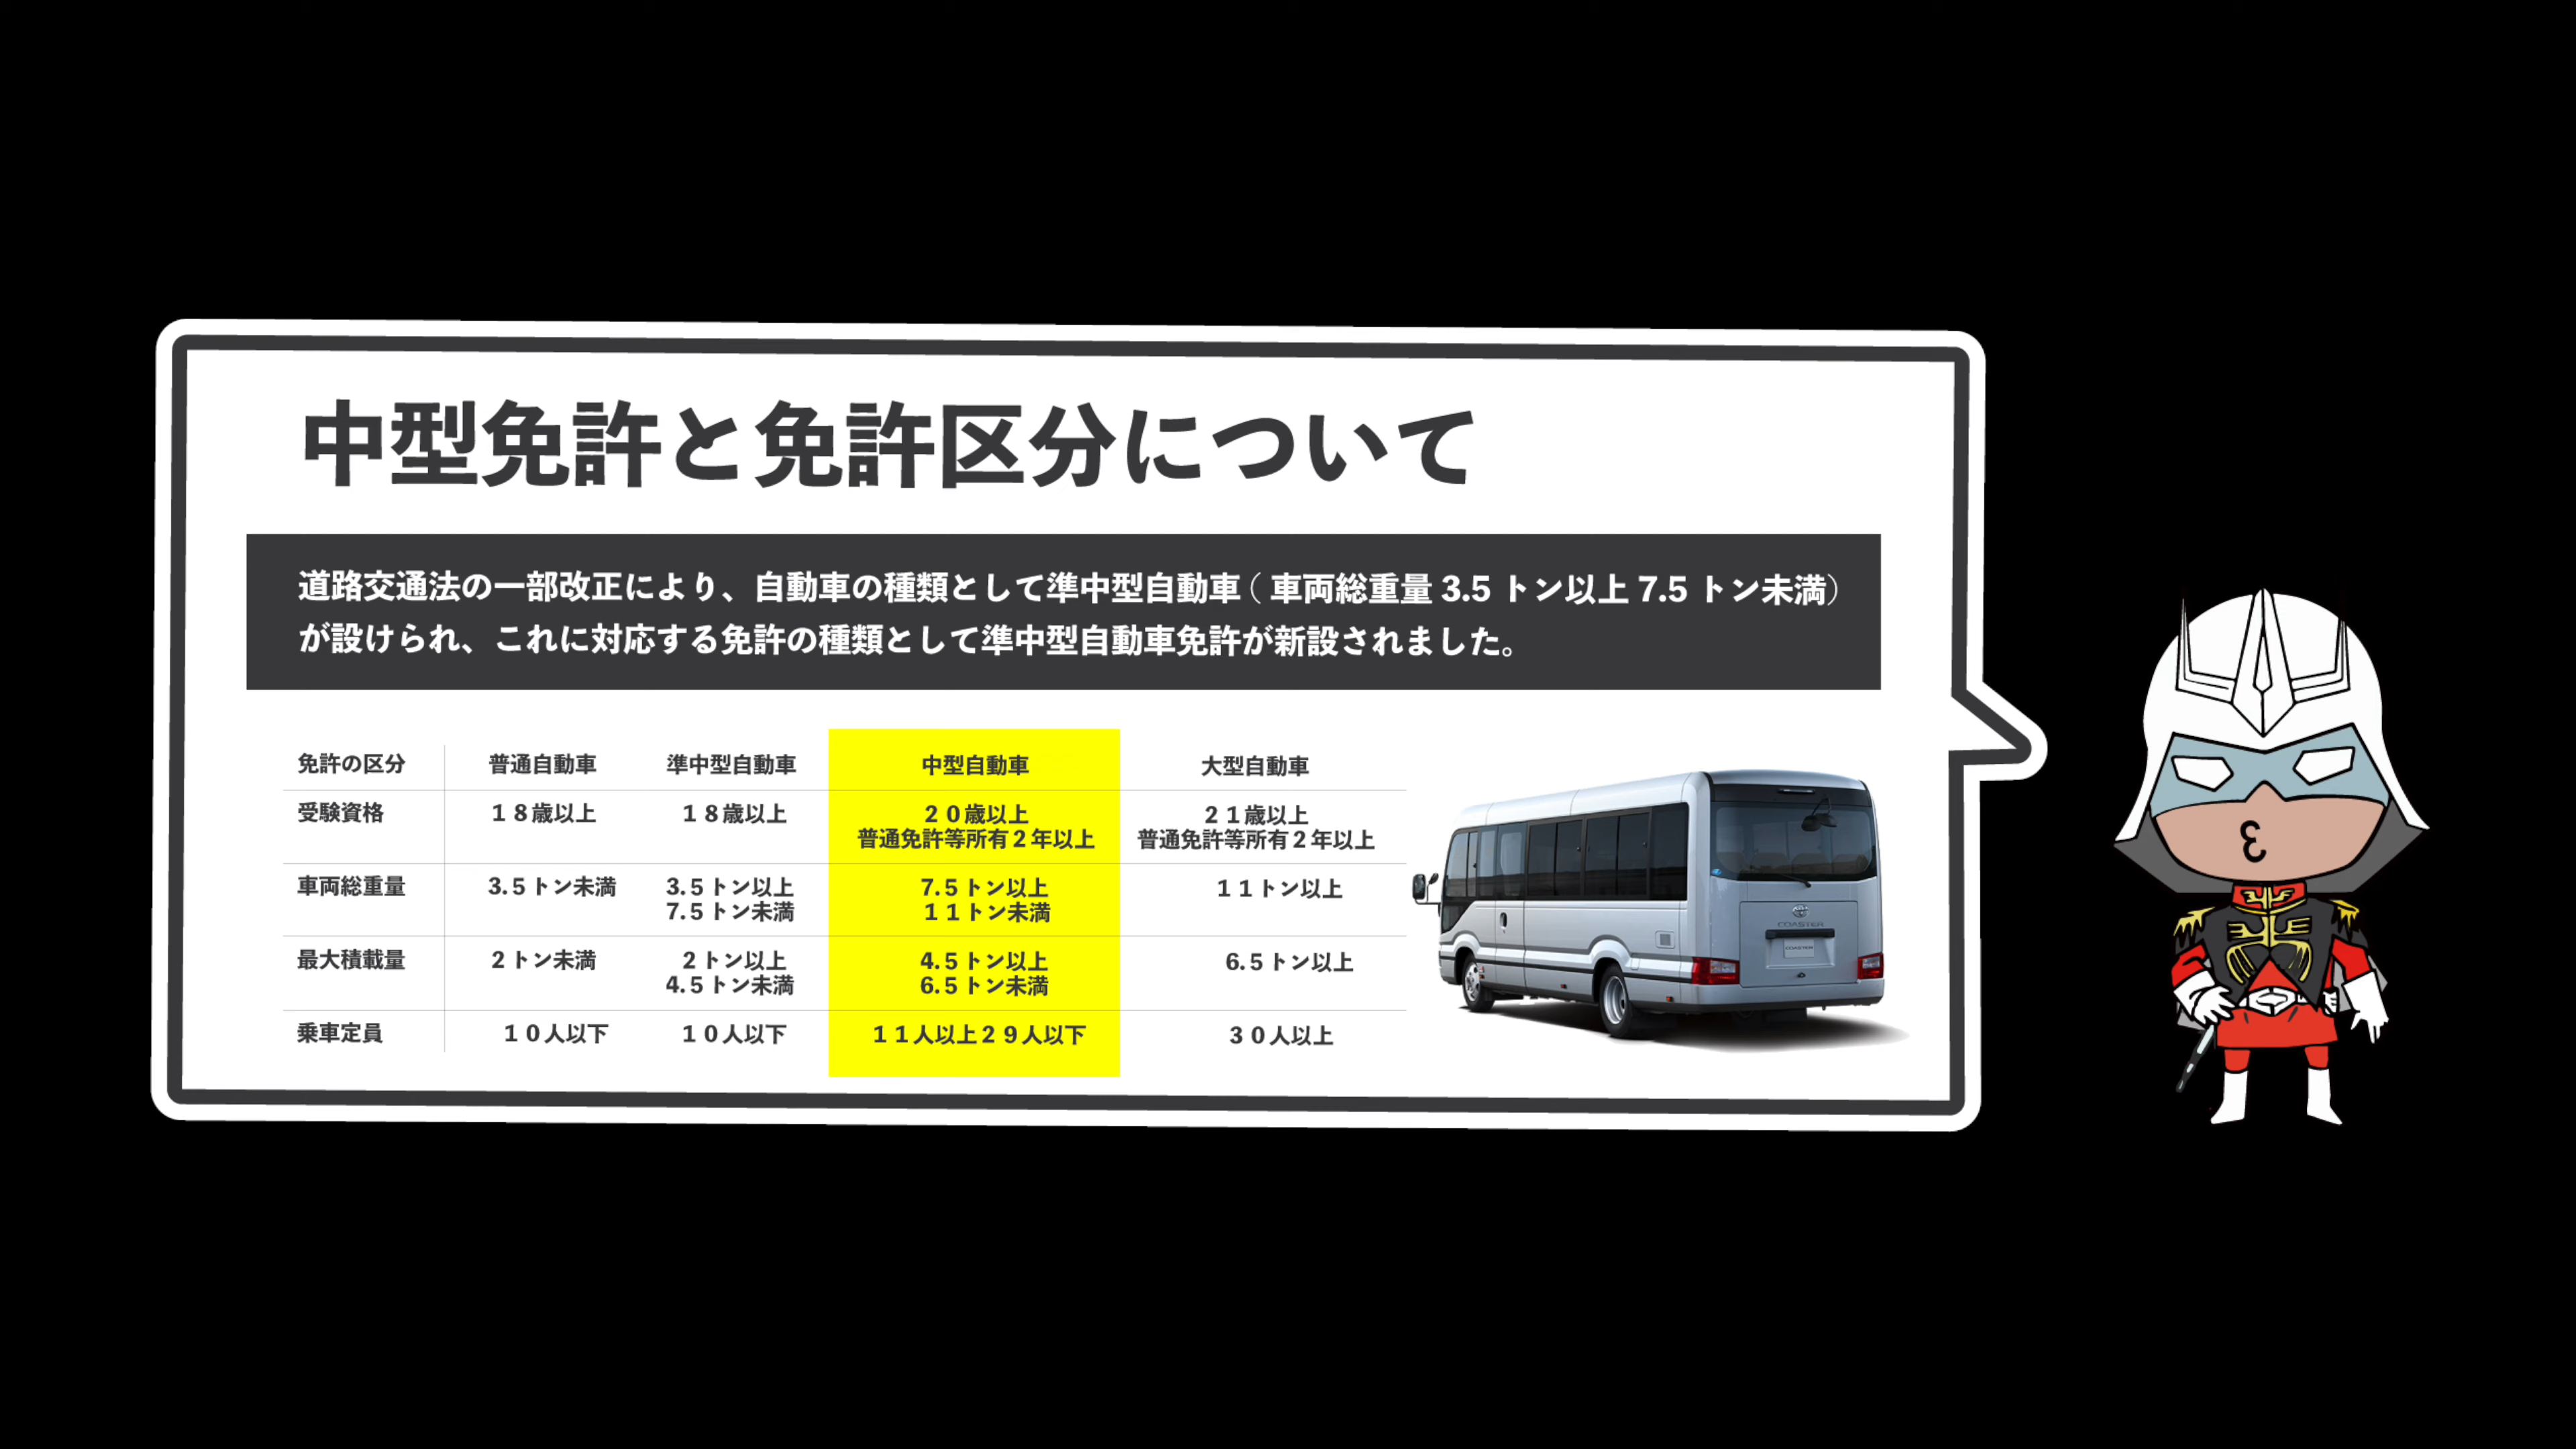 中型免許と免許区分について
道路交通法の一部改正により、自動車の種類として準中型自動車（車両総重量 3.5 トン以上 7.5 トン未満）
が設けられ、これに対応する免許の種類として準中型自動車免許が新設されました。
免許の区分 普通自動車 準中型自動車 中型自動車 大型自動車
受験資格 １８歳以上 １８歳以上 ２０歳以上 ２１歳以上
普通免許等所有２年以上 普通免許等所有２年以上
車両総重量 3.5トン未満 3.5トン以上 7.5トン以上 １１トン以上
7.5トン未満 １１トン未満
最大積載量 ２トン未満 ２トン以上 4.5トン以上 6.5トン以上
4.5トン未満 6.5トン未満
乗車定員 １０人以下 １０人以下 １１人以上２９人以下 ３０人以上
COASTER
COASTER